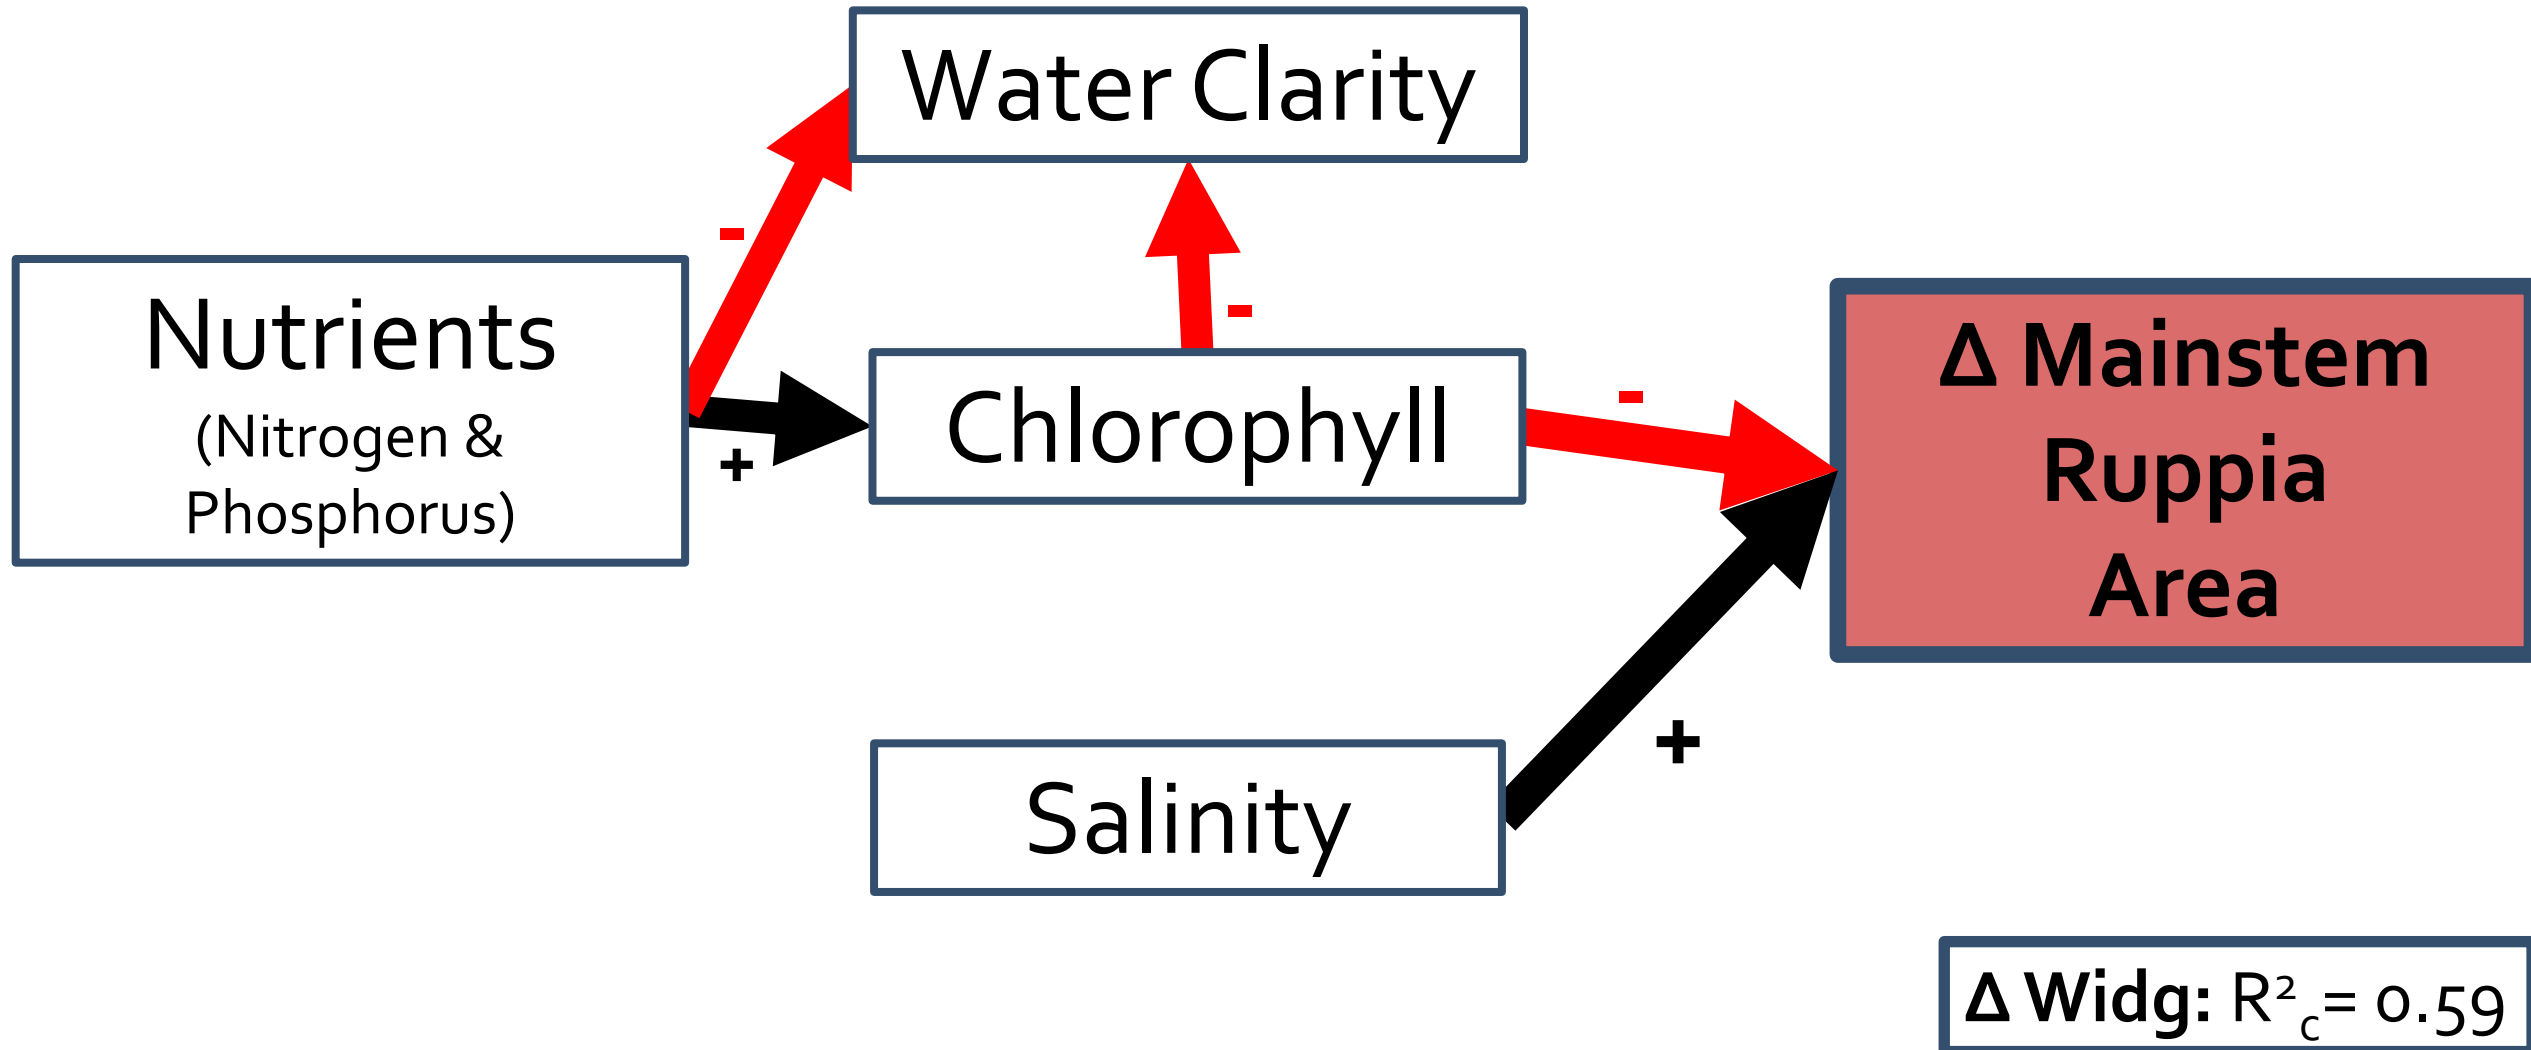 Water Clarity
-
-
Nutrients
(Nitrogen &
Phosphorus)
+
Chlorophyll
-
Δ Mainstem
Ruppia
Area
Salinity
+
Δ Widg: R²c= 0.59